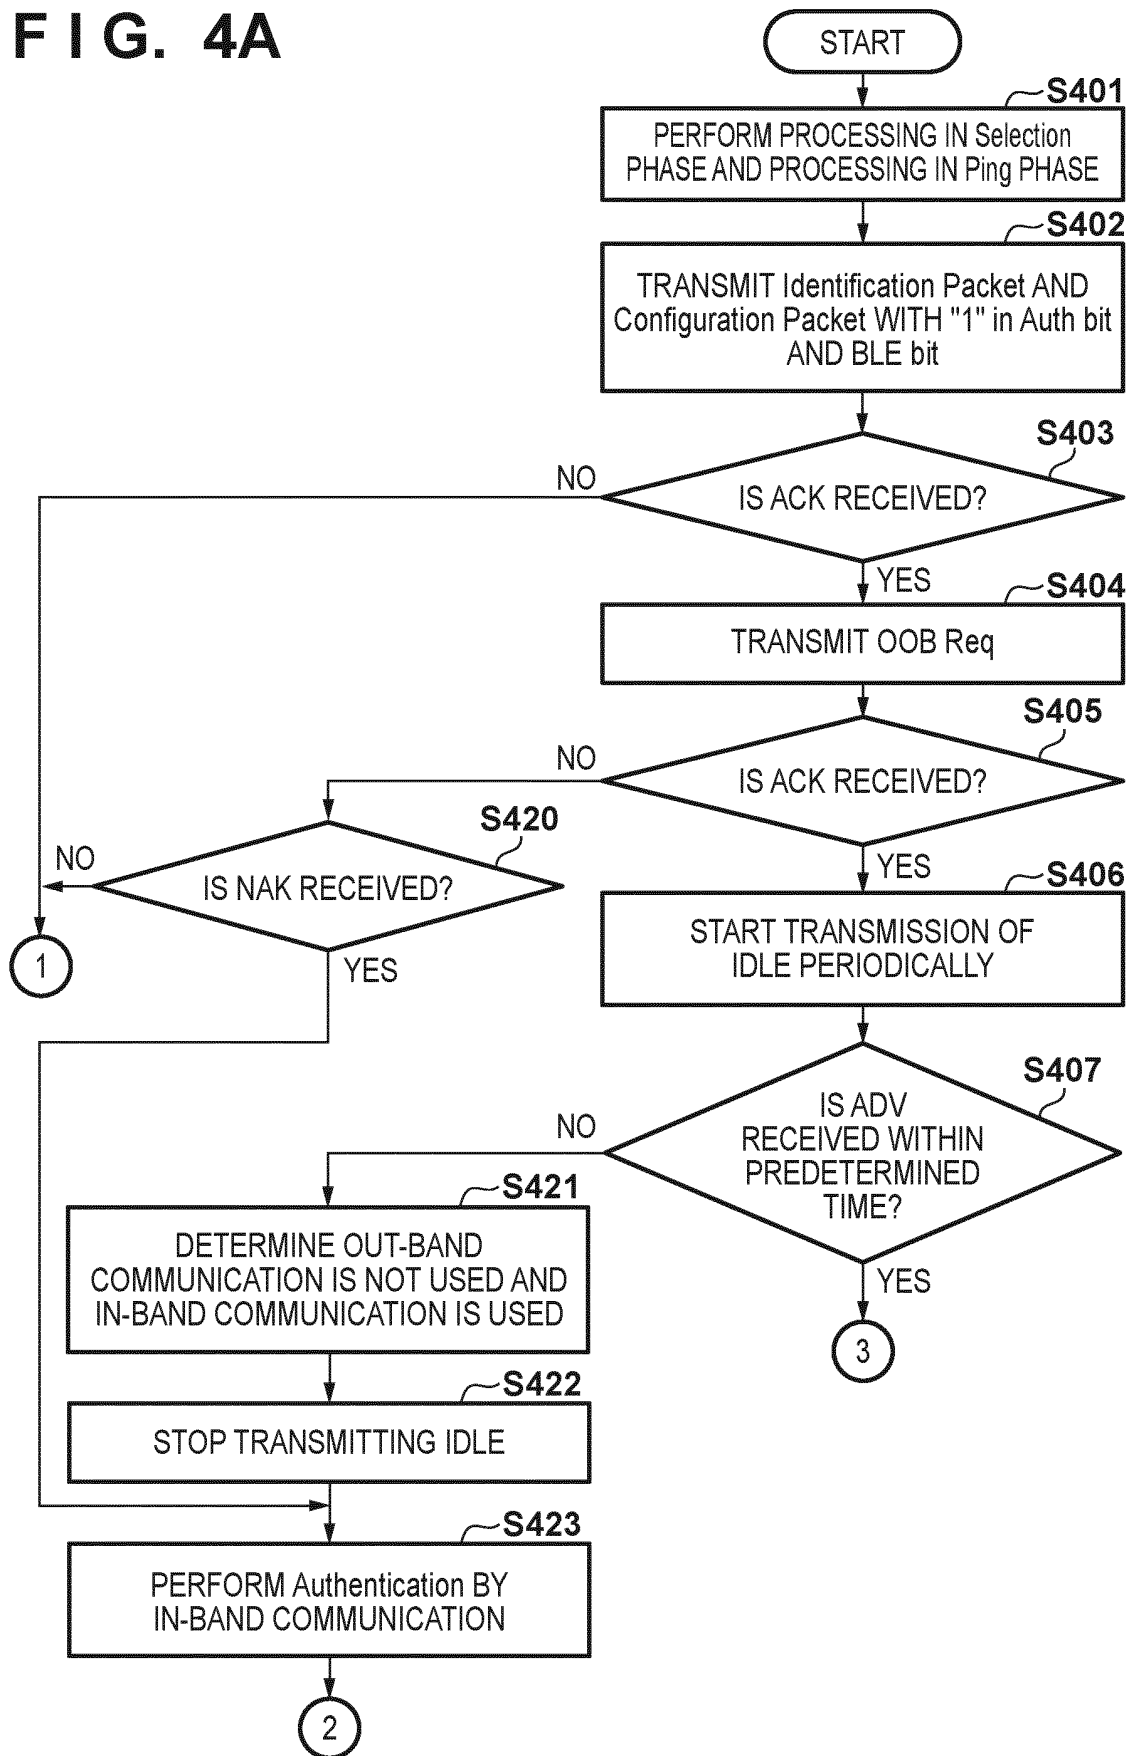 FIG. 4A
START
S401
PERFORM PROCESSING IN Selection
PHASE AND PROCESSING IN Ping PHASE
S402
TRANSMIT Identification Packet AND
Configuration Packet WITH "1" in Auth bit
AND BLE bit
S403
NO
IS ACK RECEIVED?
YES
S404
TRANSMIT OOB Req
S405
NO
IS ACK RECEIVED?
YES
S420
NO
IS NAK RECEIVED?
YES
1
S406
START TRANSMISSION OF
IDLE PERIODICALLY
S407
NO
IS ADV
RECEIVED WITHIN
PREDETERMINED
TIME?
YES
3
S421
DETERMINE OUT-BAND
COMMUNICATION IS NOT USED AND
IN-BAND COMMUNICATION IS USED
S422
STOP TRANSMITTING IDLE
S423
PERFORM Authentication BY
IN-BAND COMMUNICATION
2